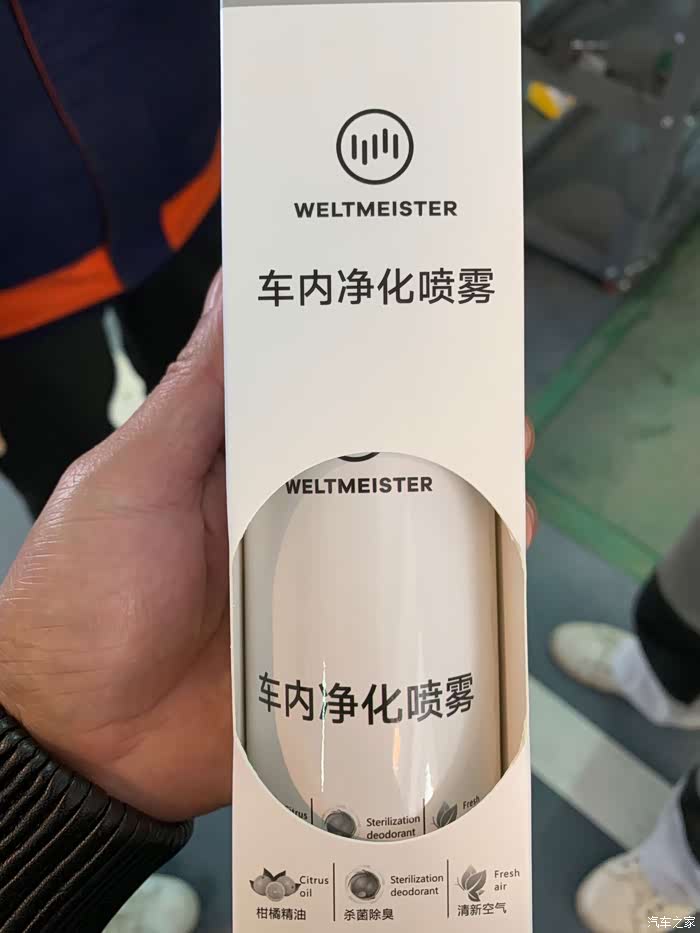 WELTMEISTER
车内净化喷雾
WELTMEISTER
车内净化喷雾
Citrus
Sterilization
deodorant
Fresh
Citrus
oil
柑橘精油
Sterilization
deodorant
杀菌除臭
Fresh
air
清新空气
汽车之家